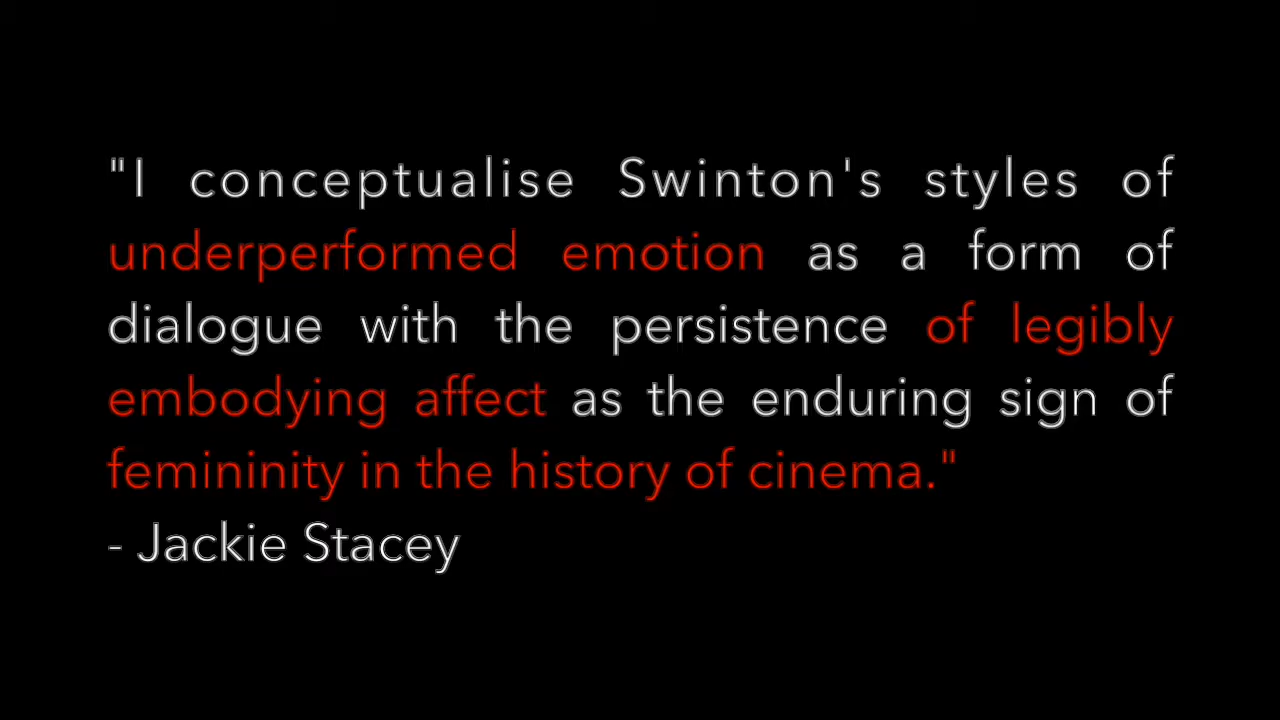 "I conceptualise Swinton's styles of
underperformed emotion as a form of
dialogue with the persistence of legibly
embodying affect as the enduring sign of
femininity in the history of cinema."
- Jackie Stacey